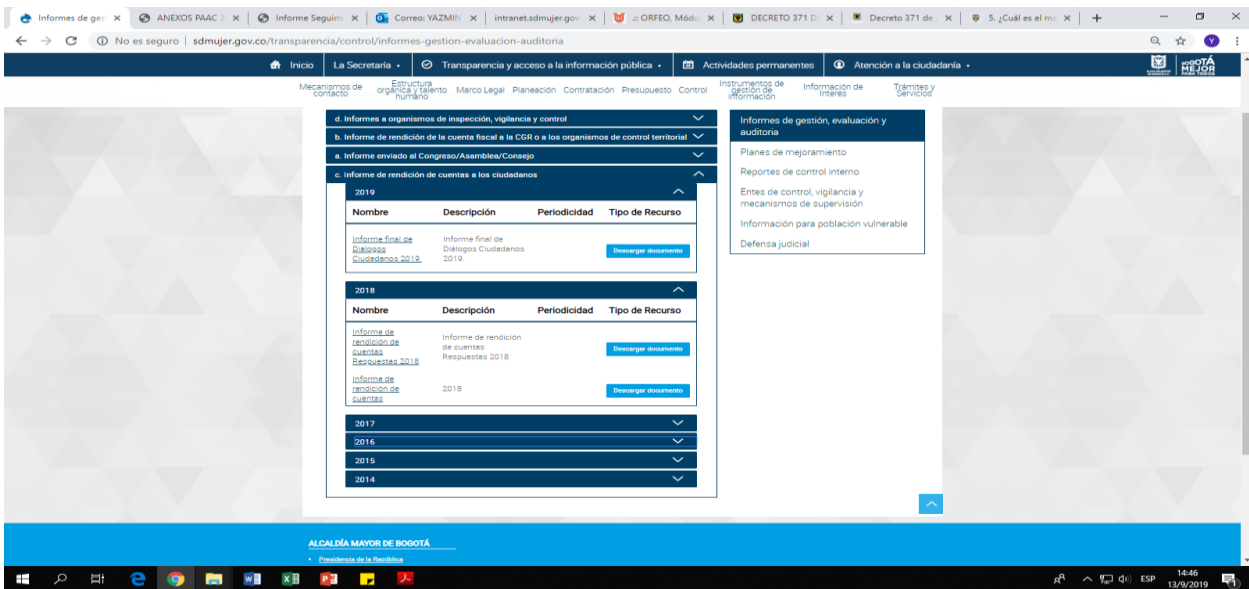 Informes de ges
ANEXOS PAAC 2
Informe Seguim
Correo: YAZMIN
intranet.sdmujer.gov
.:: ORFEO, Módul
DECRETO 371 D
Decreto 371 de
5. ¿Cuál es el mo
No es seguro | sdmujer.gov.co/transparencia/control/informes-gestion-evaluacion-auditoria
Y
Inicio
La Secretaría
Transparencia y acceso a la información pública
Actividades permanentes
Atención a la ciudadanía
BOGOTÁ
MEJOR
PARA TODOS
Mecanismos de contacto
Estructura orgánica y talento humano
Marco Legal
Planeación
Contratación
Presupuesto
Control
Instrumentos de gestión de información
Información de Interés
Trámites y Servicios
d. Informes a organismos de inspección, vigilancia y control
b. Informe de rendición de la cuenta fiscal a la CGR o a los organismos de control territorial
a. Informe enviado al Congreso/Asamblea/Consejo
c. Informe de rendición de cuentas a los ciudadanos
2019
Nombre Descripción Periodicidad Tipo de Recurso
Informe final de
Diálogos
Ciudadanos 2019.
Informe final de
Diálogos Ciudadanos
2019.
Descargar documento
2018
Nombre Descripción Periodicidad Tipo de Recurso
Informe de
rendición de
cuentas
Respuestas 2018
Informe de rendición
de cuentas
Respuestas 2018
Descargar documento
Informe de
rendición de
cuentas
2018
Descargar documento
2017
2016
2015
2014
Informes de gestión, evaluación y
auditoria
Planes de mejoramiento
Reportes de control interno
Entes de control, vigilancia y
mecanismos de supervisión
Información para población vulnerable
Defensa judicial
ALCALDÍA MAYOR DE BOGOTÁ
Presidencia de la República
ESP
14:46
13/9/2019